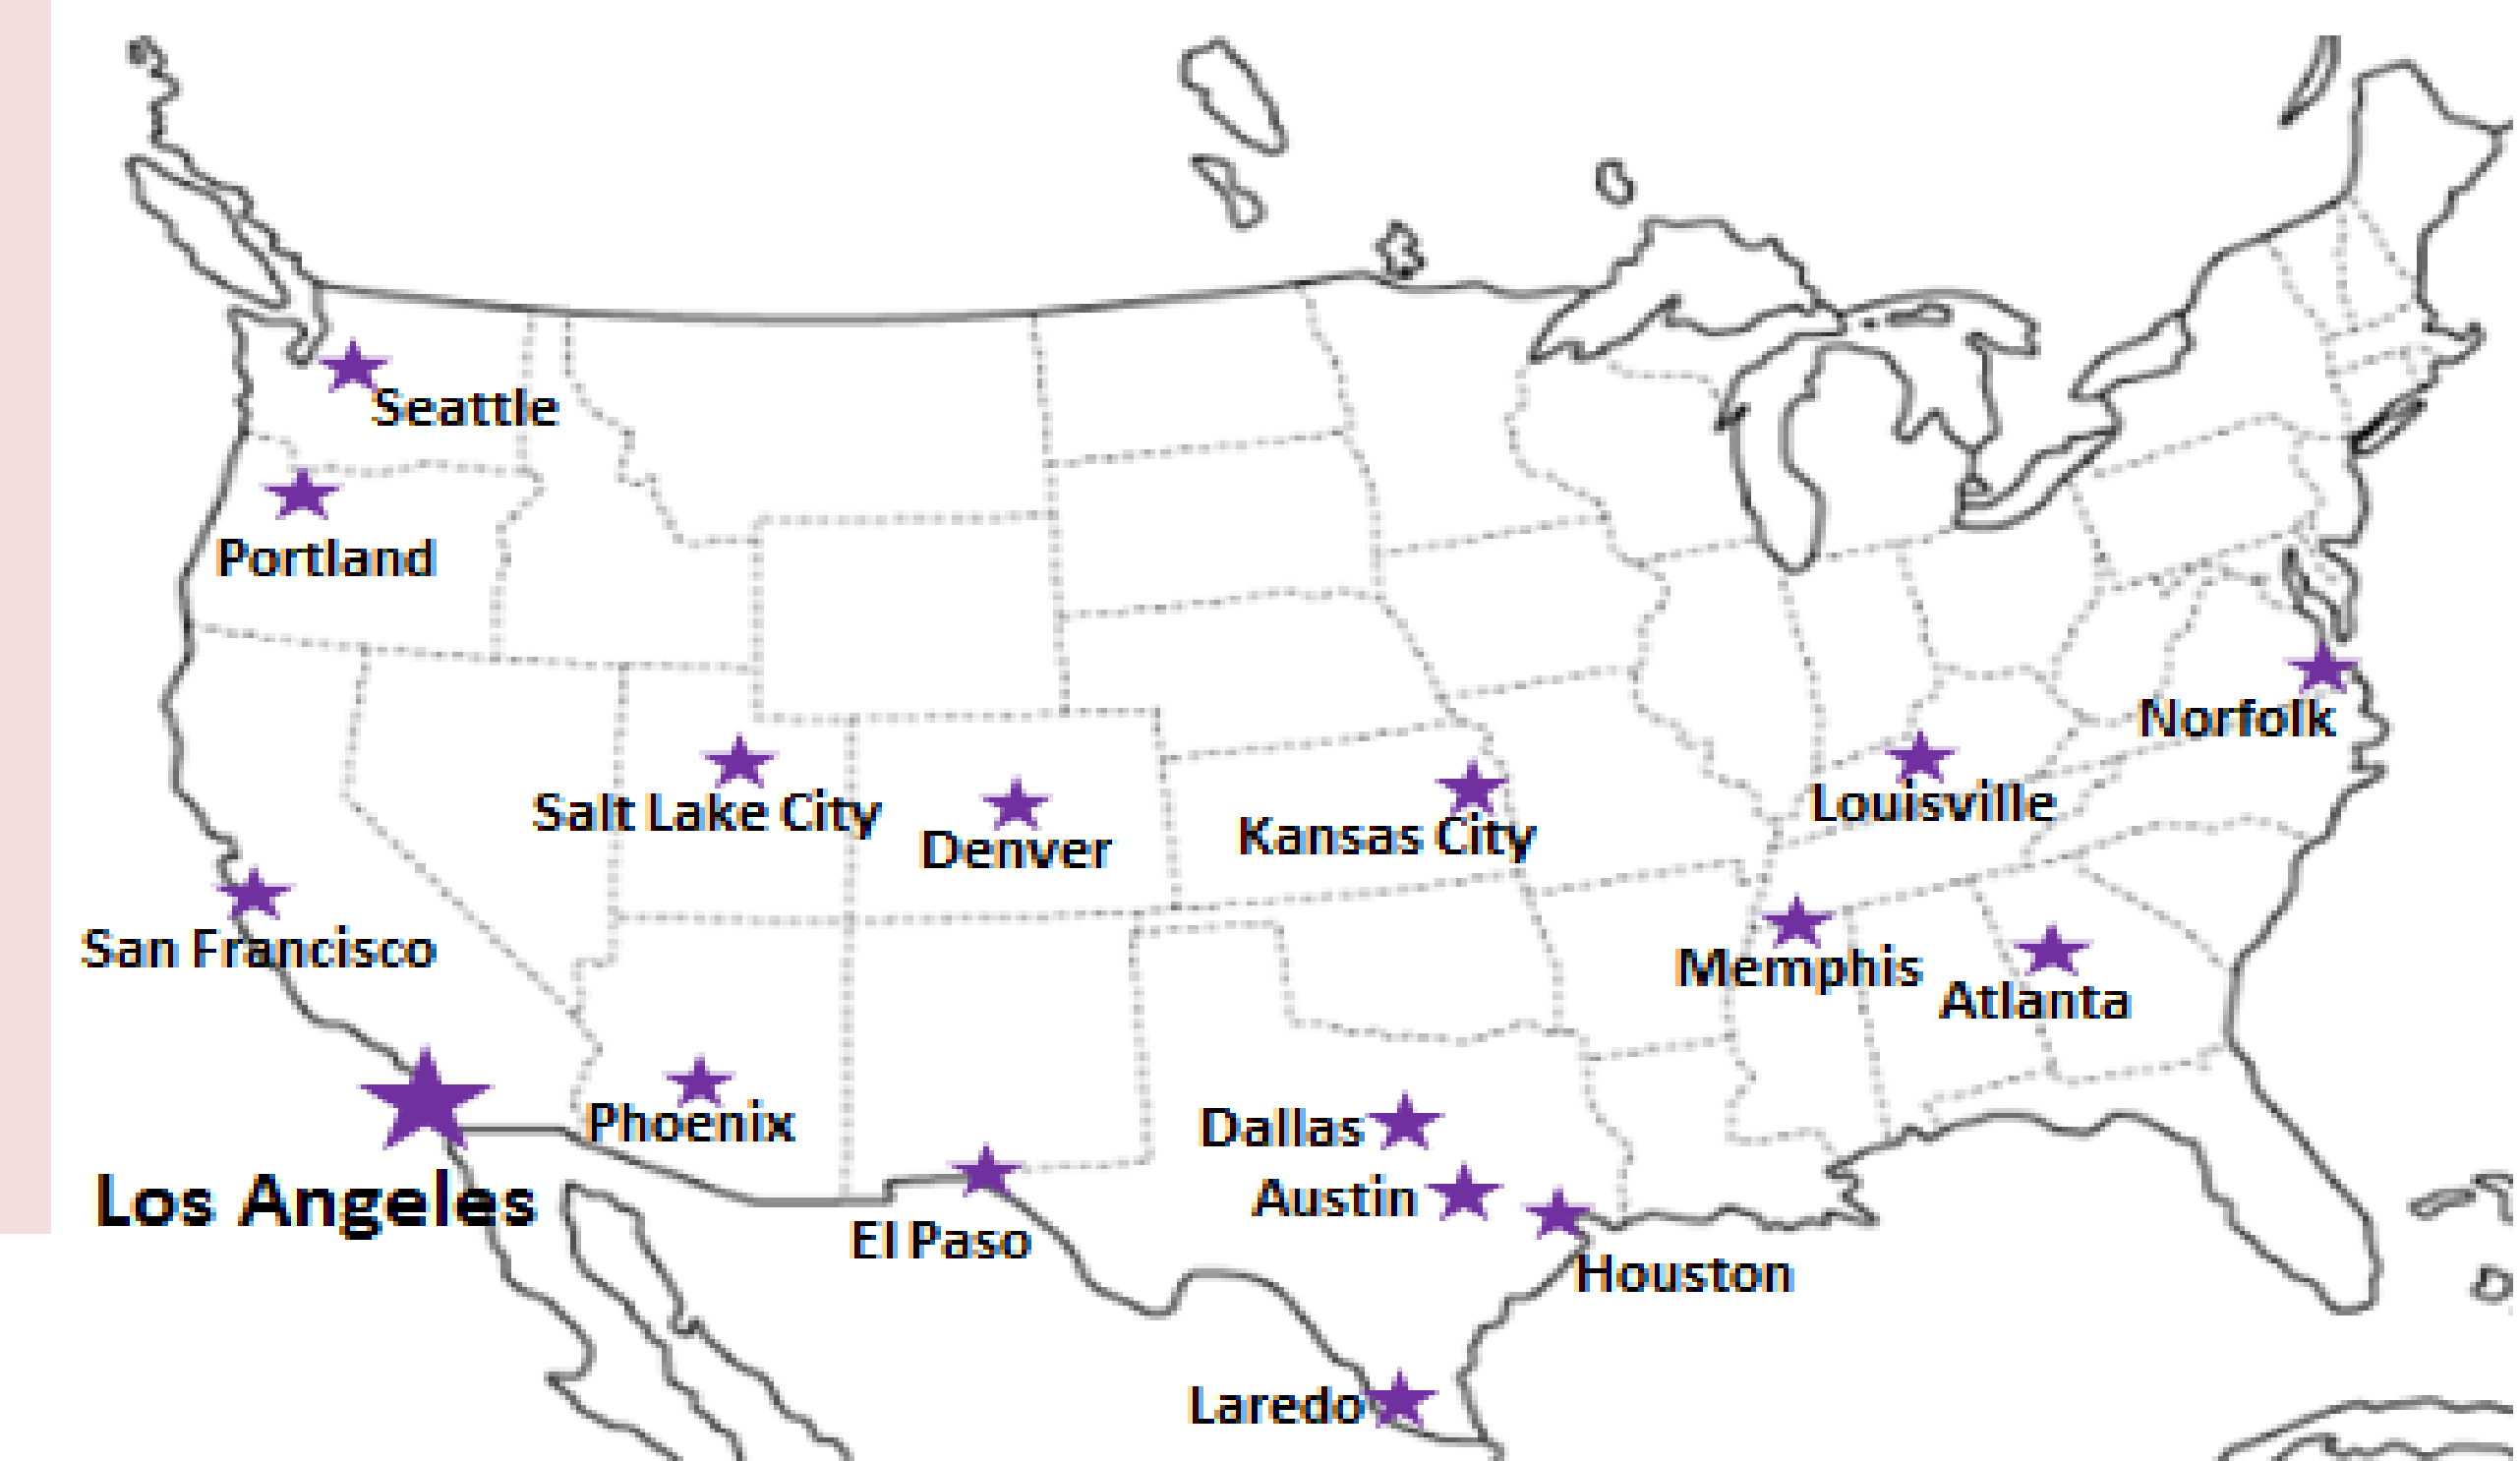 Seattle
Portland
Norfolk
Salt Lake City
Denver
Kansas City
Louisville
San Francisco
Memphis
Atlanta
Phoenix
Dallas
Los Angeles
Austin
El Paso
Houston
Laredo